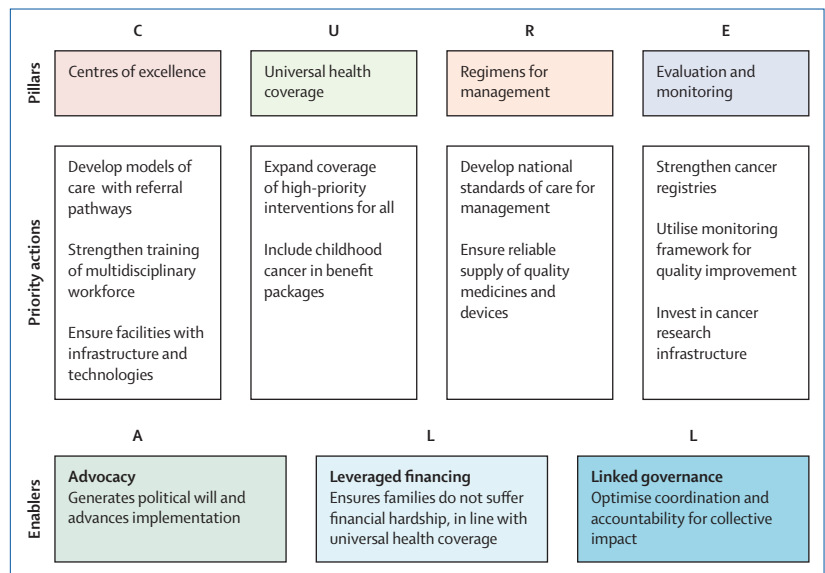 C
U
R
E
Pillars
Centres of excellence
Universal health
coverage
Regimens for
management
Evaluation and
monitoring
Priority actions
Develop models of
care with referral
pathways
Strengthen training
of multidisciplinary
workforce
Ensure facilities with
infrastructure and
technologies
Expand coverage
of high-priority
interventions for all
Include childhood
cancer in benefit
packages
Develop national
standards of care for
management
Ensure reliable
supply of quality
medicines and
devices
Strengthen cancer
registries
Utilise monitoring
framework for
quality improvement
Invest in cancer
research
infrastructure
A
L
L
Enablers
Advocacy
Generates political will and
advances implementation
Leveraged financing
Ensures families do not suffer
financial hardship, in line with
universal health coverage
Linked governance
Optimise coordination and
accountability for collective
impact